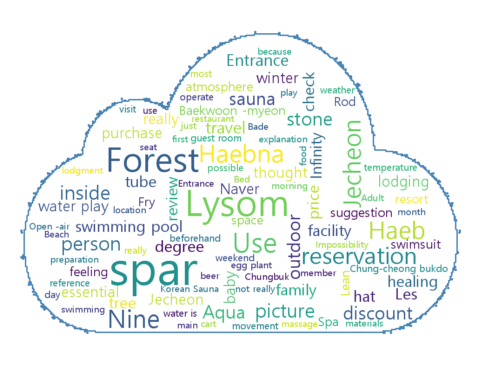 because
Entrance
most
winter
check
weather
atmosphere
operate
sauna
play
Rod
visit
use
Baekwoon -myeon
stone
really
restaurant
purchase
just
travel
Bade
Infinity
Jecheon
first
guest room
explanation
seat
Forest
Haebna
food
temperature
lodgment
possible
thought
tube
review
Bed
morning
Adult
lodging
inside
Entrance
Naver
price
resort
water play
Fry
Lysom
suggestion
month
location
space
outdoor
Open -air
swimming pool
facility
Haeb
Beach
person
degree
Use
Impossibility
swimsuit
really
beforehand
weekend
reservation
preparation
spar
egg plant
feeling
beer
Chungbuk
member
Lean
Chung-cheong bukdo
reference
essential
Korean Sauna
baby
not really
family
healing
day
tree
Jecheon
hat
Les
swimming
Nine
water is
Aqua
picture
Spa
discount
main
cart
movement
massage
materials